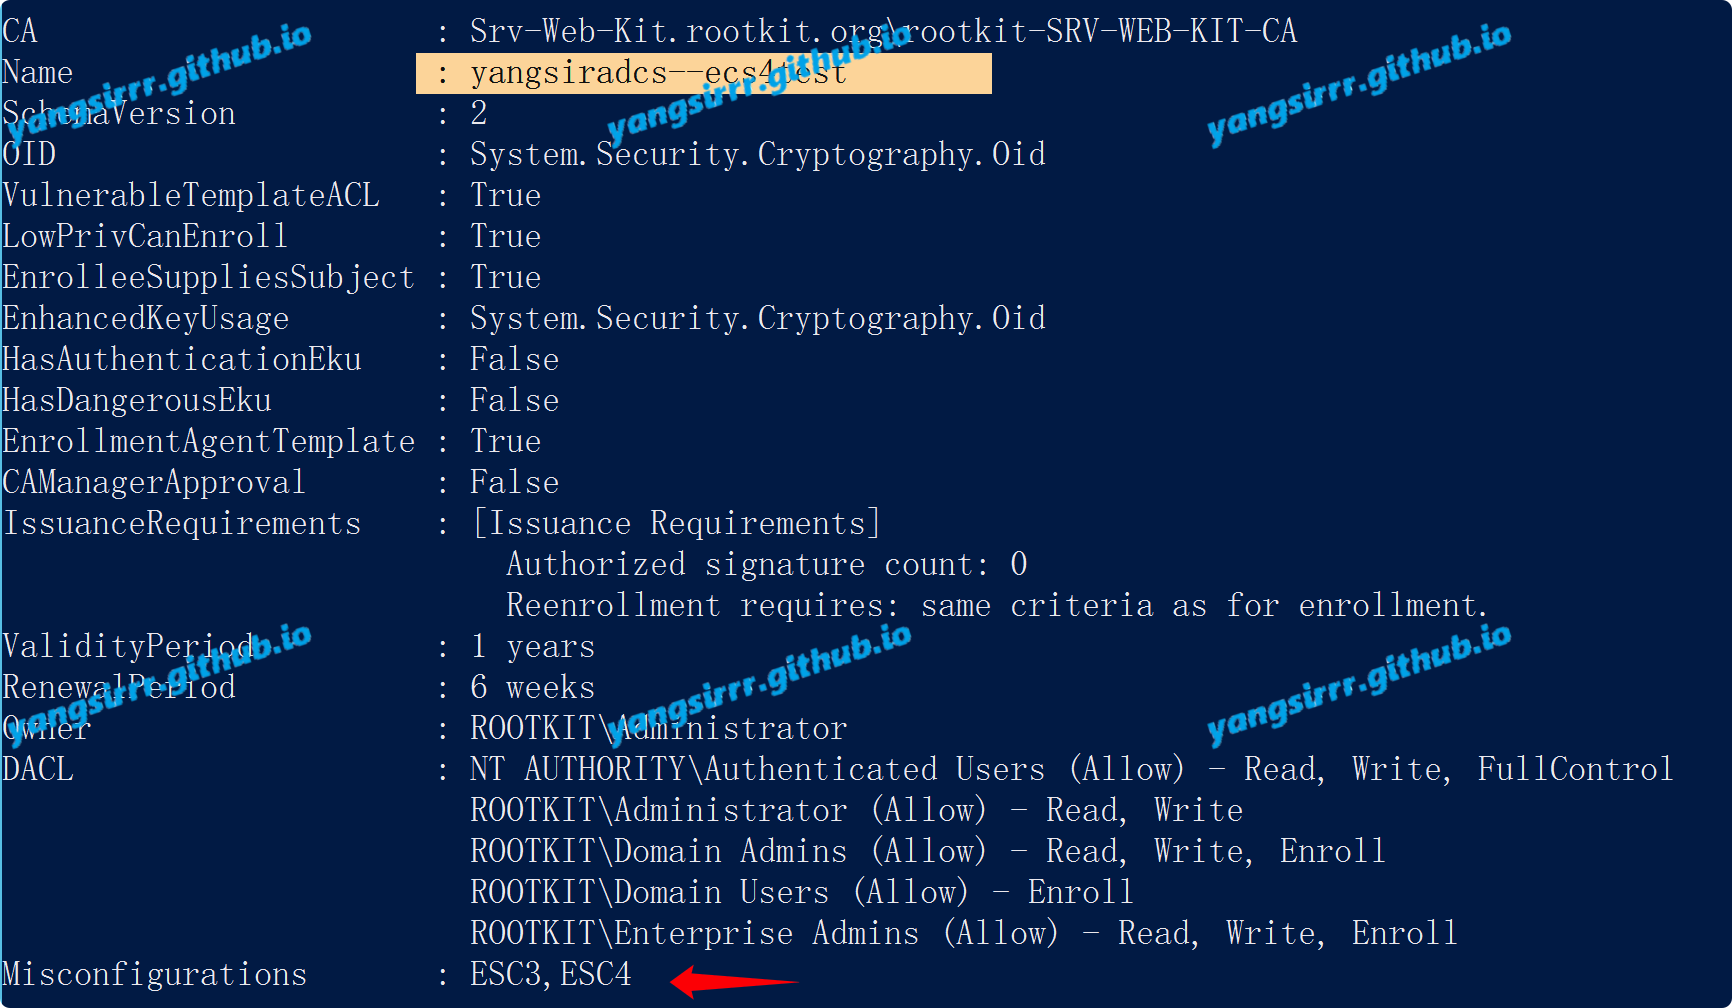 CA : Srv-Web-Kit.rootkit.org\rootkit-SRV-WEB-KIT-CA
Name : yangsiradcs--ecs4test
SchemaVersion : 2
OID : System.Security.Cryptography.Oid
VulnerableTemplateACL : True
LowPrivCanEnroll : True
EnrolleeSuppliesSubject : True
EnhancedKeyUsage : System.Security.Cryptography.Oid
HasAuthenticationEku : False
HasDangerousEku : False
EnrollmentAgentTemplate : True
CAManagerApproval : False
IssuanceRequirements : [Issuance Requirements]
Authorized signature count: 0
Reenrollment requires: same criteria as for enrollment.
ValidityPeriod : 1 years
RenewalPeriod : 6 weeks
Owner : ROOTKIT\Administrator
DACL : NT AUTHORITY\Authenticated Users (Allow) - Read, Write, FullControl
ROOTKIT\Administrator (Allow) - Read, Write
ROOTKIT\Domain Admins (Allow) - Read, Write, Enroll
ROOTKIT\Domain Users (Allow) - Enroll
ROOTKIT\Enterprise Admins (Allow) - Read, Write, Enroll
Misconfigurations : ESC3,ESC4
yangsirrr.github.io
yangsirrr.github.io
yangsirrr.github.io
yangsirrr.github.io
yangsirrr.github.io
yangsirrr.github.io